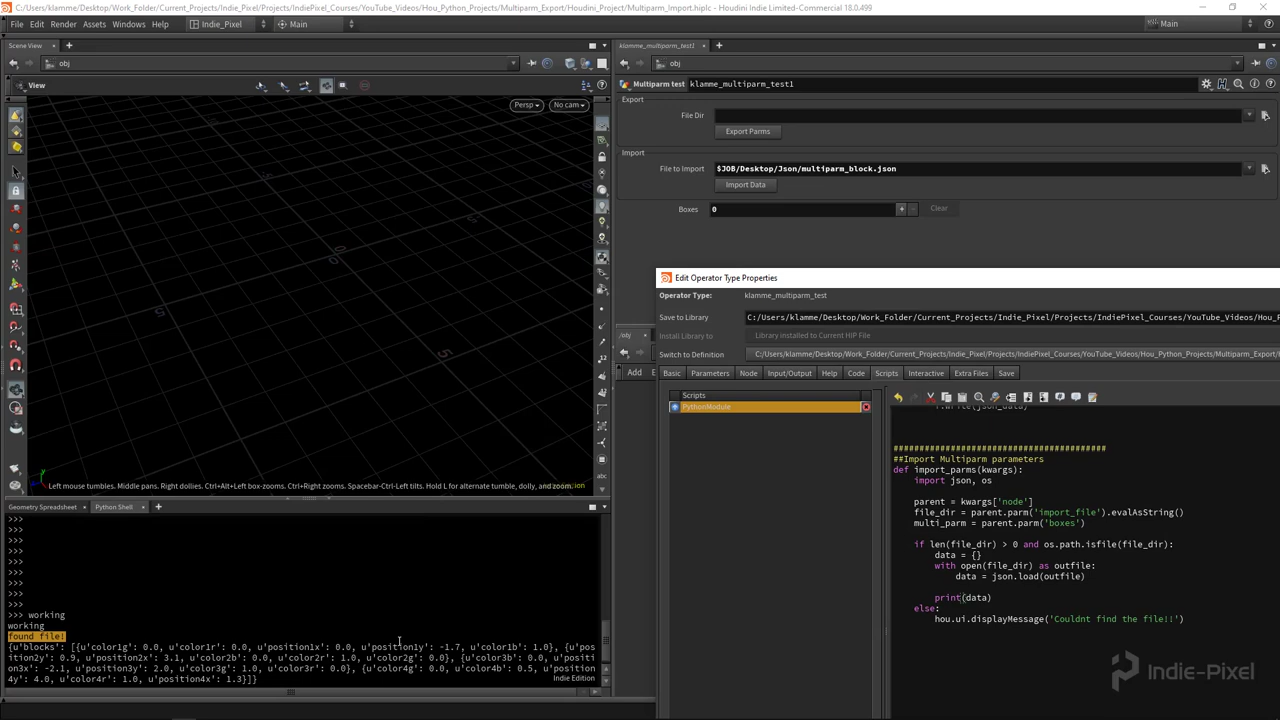 C:/Users/klamme/Desktop/Work_Folder/Current_Projects/Indie_Pixel/Projects/IndiePixel_Courses/YouTube_Videos/Hou_Python_Projects/Multiparm_Export/Houdini_Project/Multiparm_Import.hiplc - Houdini Indie Limited-Commercial 18.0.499
File Edit Render Assets Windows Help Indie_Pixel Main Main
Scene View klamme_multiparm_test1
obj obj
View Multiparm test klamme_multiparm_test1
Persp No cam
Export
File Dir
Export Parms
Import
File to Import $JOB/Desktop/Json/multiparm_block.json
Import Data
Boxes 0 Clear
Edit Operator Type Properties
Operator Type: klamme_multiparm_test
Save to Library C:/Users/klamme/Desktop/Work_Folder/Current_Projects/Indie_Pixel/Projects/IndiePixel_Courses/YouTube_Videos/Hou_P
Install Library to Library installed to Current HIP File
Switch to Definition C:/Users/klamme/Desktop/Work_Folder/Current_Projects/Indie_Pixel/Projects/IndiePixel_Courses/YouTube_Videos/Hou_Python_Projects/Multiparm_Export/
/obj
Add
Basic Parameters Node Input/Output Help Code Scripts Interactive Extra Files Save
Scripts
PythonModule
f.write(json_data)
#########################################
##Import Multiparm parameters
def import_parms(kwargs):
import json, os
parent = kwargs['node']
file_dir = parent.parm('import_file').evalAsString()
multi_parm = parent.parm('boxes')
if len(file_dir) > 0 and os.path.isfile(file_dir):
data = {}
with open(file_dir) as outfile:
data = json.load(outfile)
print(data)
else:
hou.ui.displayMessage('Couldnt find the file!!')
Left mouse tumbles. Middle pans. Right dollies. Ctrl+Alt+Left box-zooms. Ctrl+Right zooms. Spacebar-Ctrl-Left tilts. Hold L for alternate tumble, dolly, and zoom.
Geometry Spreadsheet Python Shell
>>>
>>>
>>>
>>>
>>>
>>>
>>>
>>>
>>>
>>> working
working
found file!
{u'blocks': [{u'color1g': 0.0, u'color1r': 0.0, u'position1x': 0.0, u'position1y': -1.7, u'color1b': 1.0}, {u'pos
ition2y': 0.9, u'position2x': 3.1, u'color2b': 0.0, u'color2r': 1.0, u'color2g': 0.0}, {u'color3b': 0.0, u'positi
on3x': -2.1, u'position3y': 2.0, u'color3g': 1.0, u'color3r': 0.0}, {u'color4g': 0.0, u'color4b': 0.5, u'position
4y': 4.0, u'color4r': 1.0, u'position4x': 1.3}]}
Indie Edition
Indie-Pixel